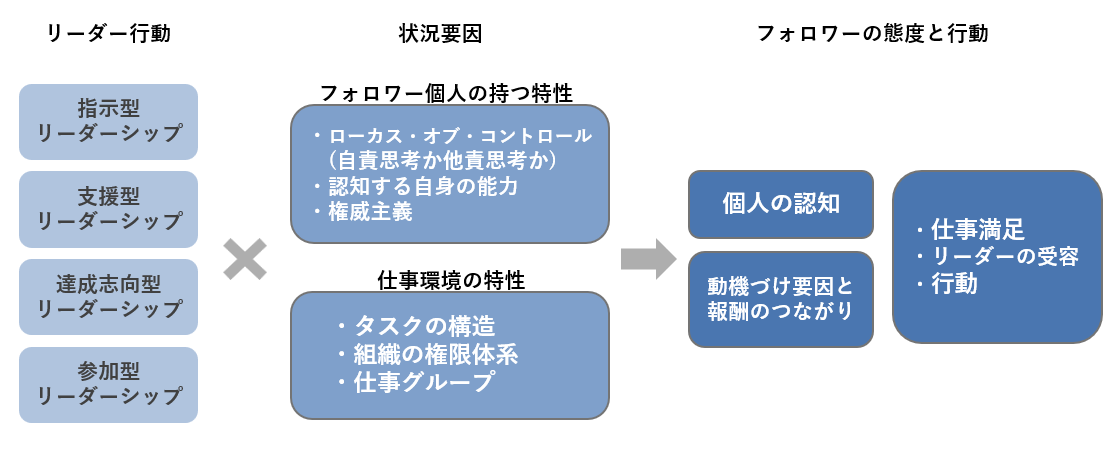 リーダー行動
指示型
リーダーシップ
支援型
リーダーシップ
達成志向型
リーダーシップ
参加型
リーダーシップ
状況要因
フォロワー個人の持つ特性
・ローカス・オブ・コントロール
（自責思考か他責思考か）
・認知する自身の能力
・権威主義
仕事環境の特性
・タスクの構造
・組織の権限体系
・仕事グループ
フォロワーの態度と行動
個人の認知
動機づけ要因と
報酬のつながり
・仕事満足
・リーダーの受容
・行動